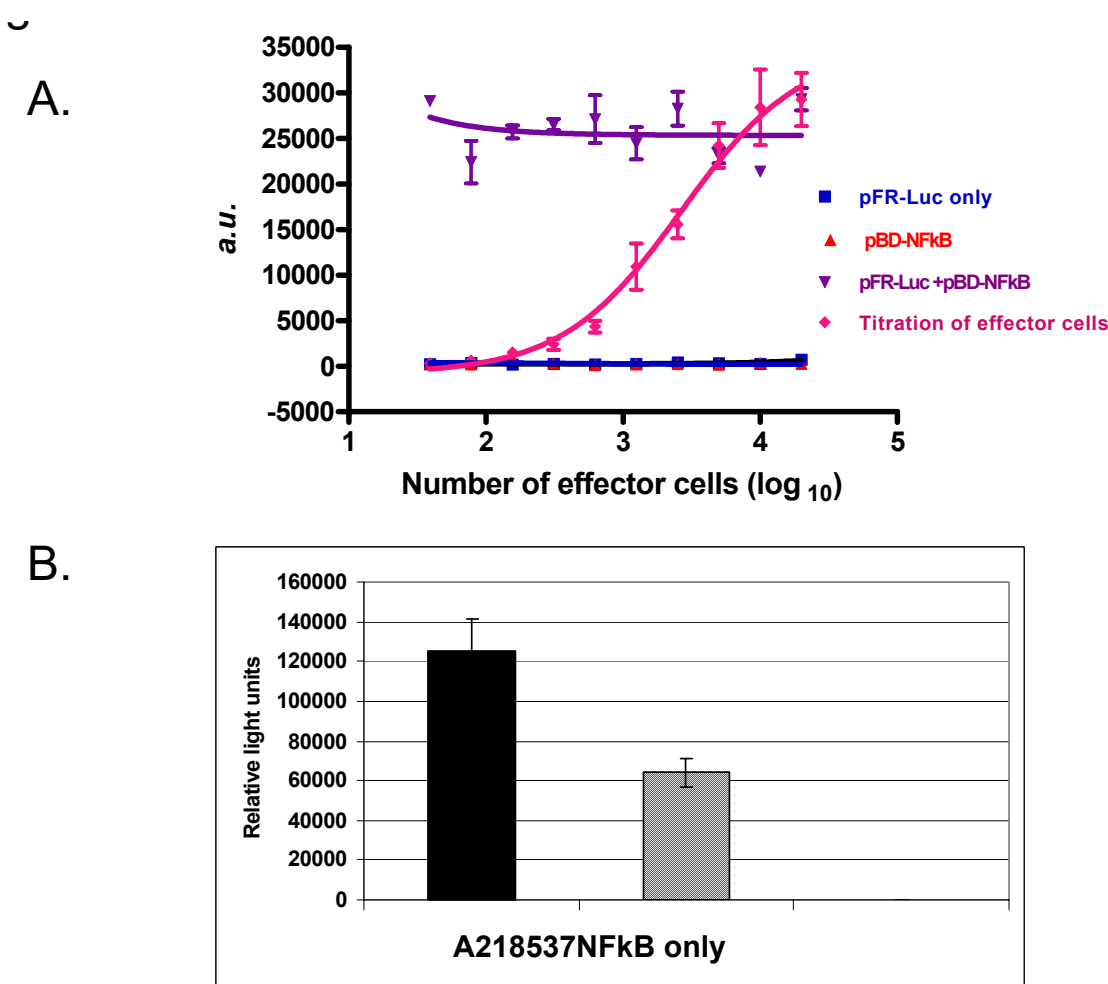 A.
35000
30000
25000
20000
15000
10000
5000
0
-5000
a.u.
1 2 3 4 5
Number of effector cells (log 10)
pFR-Luc only
pBD-NFkB
pFR-Luc +pBD-NFkB
Titration of effector cells
B.
160000
140000
120000
100000
80000
60000
40000
20000
0
Relative light units
A218537NFkB only